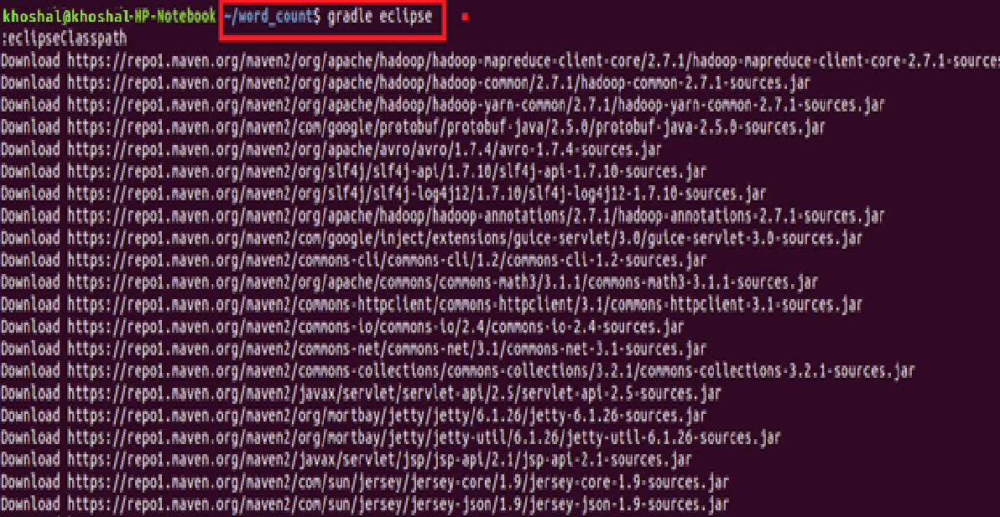 khoshal@khoshal-HP-Notebook ~/word_count$ gradle eclipse
:eclipseClasspath
Download https://repo1.maven.org/maven2/org/apache/hadoop/hadoop-mapreduce-client-core/2.7.1/hadoop-mapreduce-client-core-2.7.1-sources
Download https://repo1.maven.org/maven2/org/apache/hadoop/hadoop-common/2.7.1/hadoop-common-2.7.1-sources.jar
Download https://repo1.maven.org/maven2/org/apache/hadoop/hadoop-yarn-common/2.7.1/hadoop-yarn-common-2.7.1-sources.jar
Download https://repo1.maven.org/maven2/com/google/protobuf/protobuf-java/2.5.0/protobuf-java-2.5.0-sources.jar
Download https://repo1.maven.org/maven2/org/apache/avro/avro/1.7.4/avro-1.7.4-sources.jar
Download https://repo1.maven.org/maven2/org/slf4j/slf4j-api/1.7.10/slf4j-api-1.7.10-sources.jar
Download https://repo1.maven.org/maven2/org/slf4j/slf4j-log4j12/1.7.10/slf4j-log4j12-1.7.10-sources.jar
Download https://repo1.maven.org/maven2/org/apache/hadoop/hadoop-annotations/2.7.1/hadoop-annotations-2.7.1-sources.jar
Download https://repo1.maven.org/maven2/com/google/inject/extensions/guice-servlet/3.0/guice-servlet-3.0-sources.jar
Download https://repo1.maven.org/maven2/commons-cli/commons-cli/1.2/commons-cli-1.2-sources.jar
Download https://repo1.maven.org/maven2/org/apache/commons/commons-math3/3.1.1/commons-math3-3.1.1-sources.jar
Download https://repo1.maven.org/maven2/commons-httpclient/commons-httpclient/3.1/commons-httpclient-3.1-sources.jar
Download https://repo1.maven.org/maven2/commons-io/commons-io/2.4/commons-io-2.4-sources.jar
Download https://repo1.maven.org/maven2/commons-net/commons-net/3.1/commons-net-3.1-sources.jar
Download https://repo1.maven.org/maven2/commons-collections/commons-collections/3.2.1/commons-collections-3.2.1-sources.jar
Download https://repo1.maven.org/maven2/javax/servlet/servlet-api/2.5/servlet-api-2.5-sources.jar
Download https://repo1.maven.org/maven2/org/mortbay/jetty/jetty/6.1.26/jetty-6.1.26-sources.jar
Download https://repo1.maven.org/maven2/org/mortbay/jetty/jetty-util/6.1.26/jetty-util-6.1.26-sources.jar
Download https://repo1.maven.org/maven2/javax/servlet/jsp/jsp-api/2.1/jsp-api-2.1-sources.jar
Download https://repo1.maven.org/maven2/com/sun/jersey/jersey-core/1.9/jersey-core-1.9-sources.jar
Download https://repo1.maven.org/maven2/com/sun/jersey/jersey-json/1.9/jersey-json-1.9-sources.jar